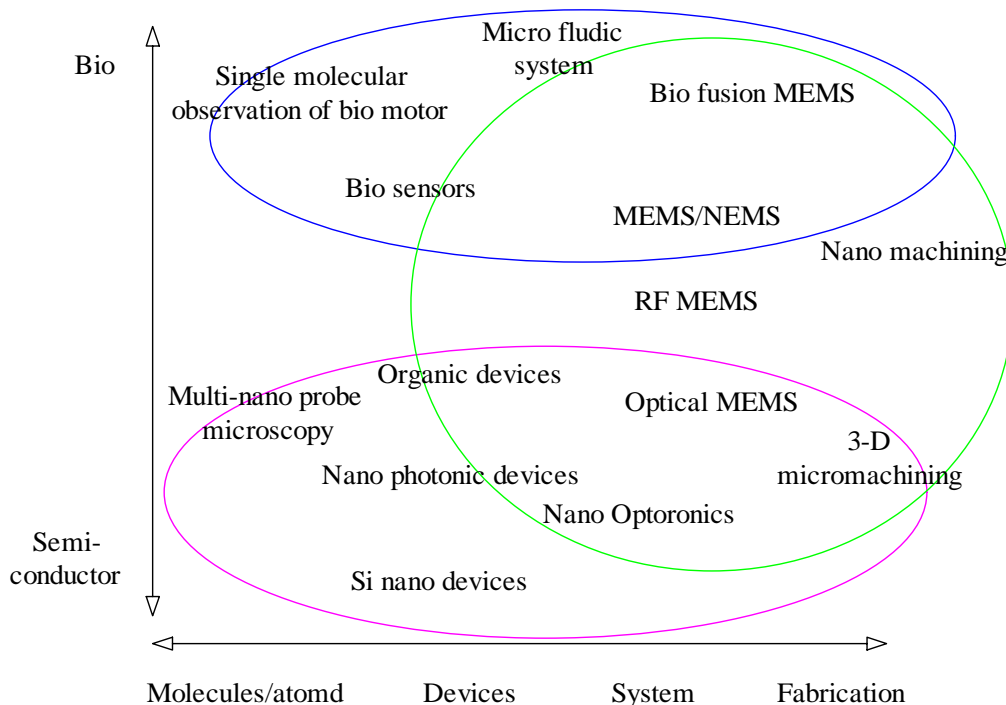 Micro fludic
system
Bio
Single molecular
observation of bio motor
Bio fusion MEMS
Bio sensors
MEMS/NEMS
Nano machining
RF MEMS
Organic devices
Multi-nano probe
microscopy
Optical MEMS
3-D
micromachining
Nano photonic devices
Nano Optoronics
Semi-
conductor
Si nano devices
Molecules/atomd
Devices
System
Fabrication